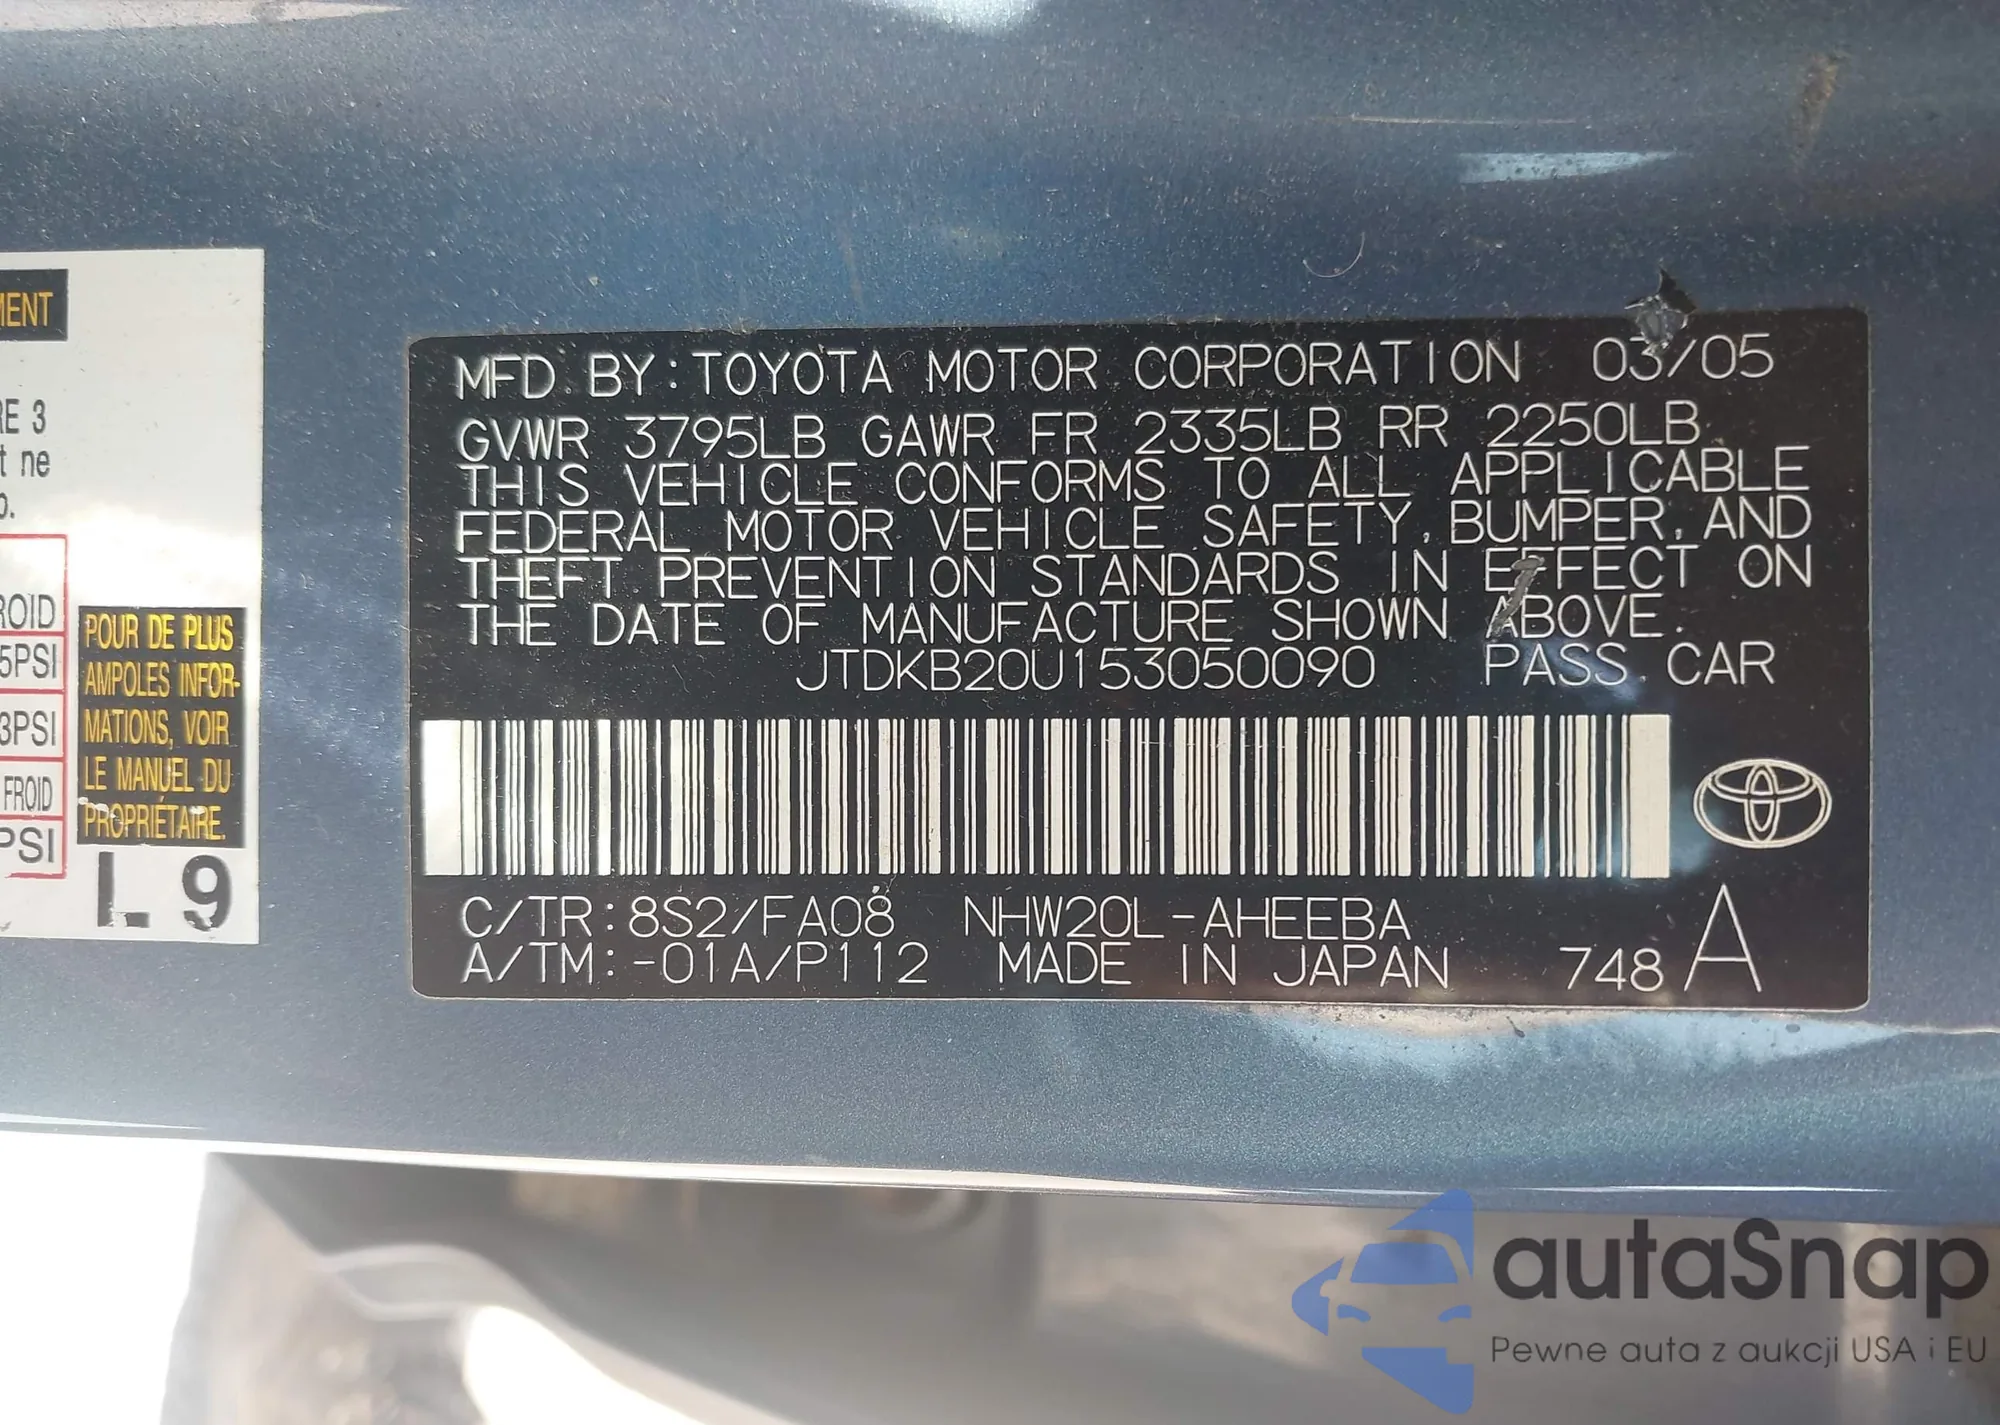 MENT
RE 3
t ne
ROID
5PSI
3PSI
FROID
PSI
POUR DE PLUS
AMPOLES INFOR-
MATIONS, VOIR
LE MANUEL DU
PROPRIÉTAIRE.
L 9
MFD. BY: TOYOTA MOTOR CORPORATION 03/05
GVWR 3795LB GAWR FR 2335LB RR 2250LB
THIS VEHICLE CONFORMS TO ALL APPLICABLE
FEDERAL MOTOR VEHICLE SAFETY, BUMPER, AND
THEFT PREVENTION STANDARDS IN EFFECT ON
THE DATE OF MANUFACTURE SHOWN ABOVE.
JTDKB20U153050090 PASS. CAR
C/TR: 8S2/FA08 NHW20L-AHEEBA
A/TM: -01A/P112 MADE IN JAPAN 748 A
autaSnap
Pewne auta z aukcji USA i EU